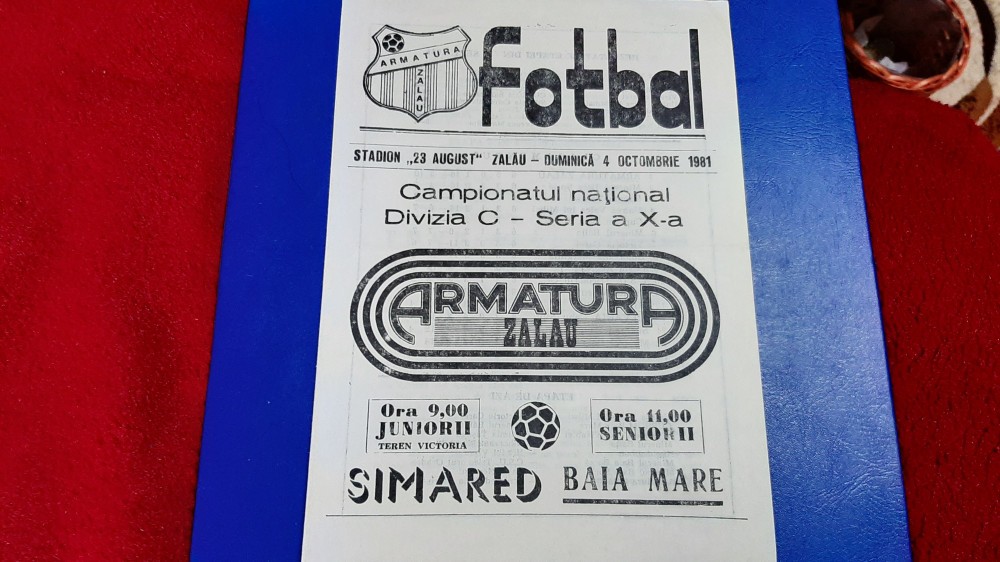 ARMATURA
ZALAU
fotbal
STADION „23 AUGUST" ZALĂU – DUMINICĂ 4 OCTOMBRIE 1981
Campionatul naţional
Divizia C – Seria a X-a
ARMATURA
ZALAU
Ora 9,00
JUNIORII
TEREN VICTORIA
Ora 11,00
SENIORII
SIMARED BAIA MARE